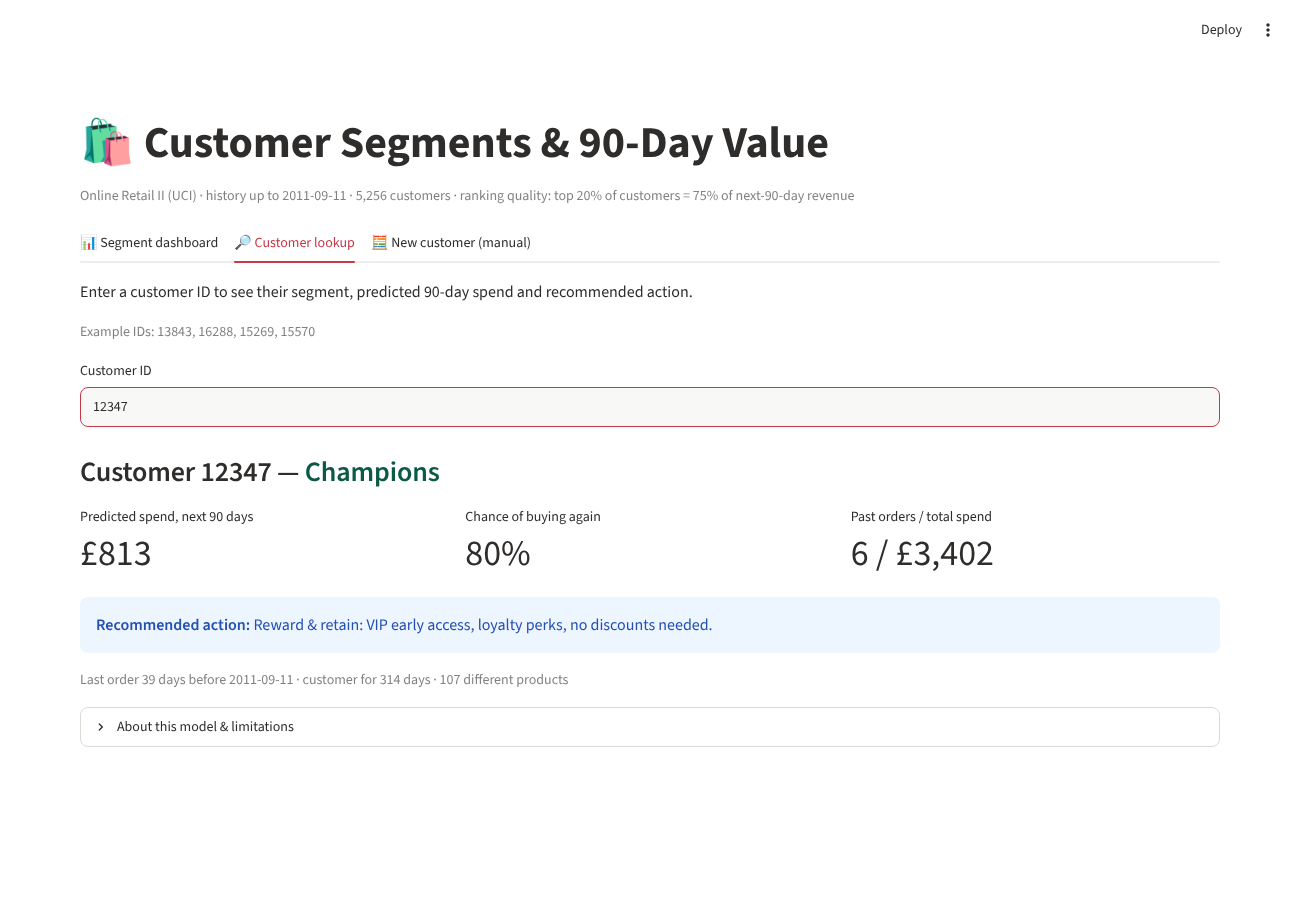 Deploy
🛍️ Customer Segments & 90-Day Value
Online Retail II (UCI) · history up to 2011-09-11 · 5,256 customers · ranking quality: top 20% of customers = 75% of next-90-day revenue
📊 Segment dashboard 🔎 Customer lookup 🧮 New customer (manual)
Enter a customer ID to see their segment, predicted 90-day spend and recommended action.
Example IDs: 13843, 16288, 15269, 15570
Customer ID
12347
Customer 12347 — Champions
Predicted spend, next 90 days Chance of buying again Past orders / total spend
£813 80% 6 / £3,402
Recommended action: Reward & retain: VIP early access, loyalty perks, no discounts needed.
Last order 39 days before 2011-09-11 · customer for 314 days · 107 different products
About this model & limitations